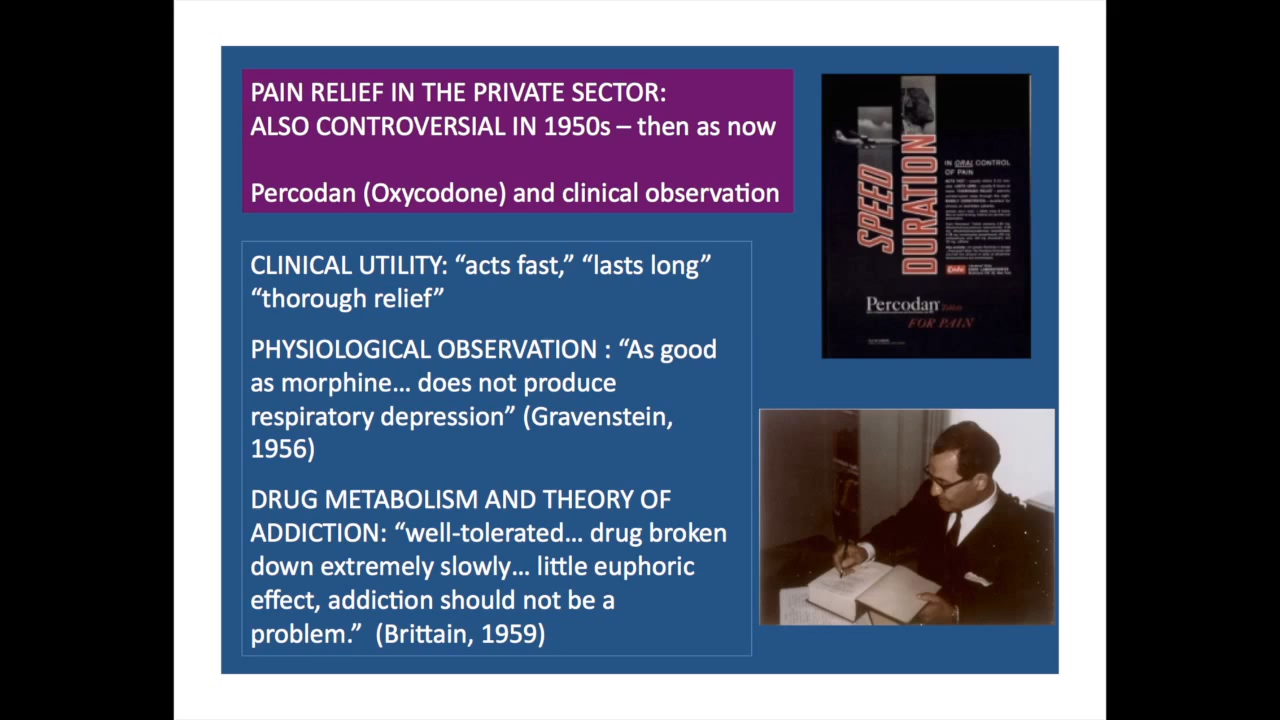 PAIN RELIEF IN THE PRIVATE SECTOR:
ALSO CONTROVERSIAL IN 1950s – then as now
Percodan (Oxycodone) and clinical observation
CLINICAL UTILITY: “acts fast,” “lasts long”
“thorough relief”
PHYSIOLOGICAL OBSERVATION : “As good
as morphine… does not produce
respiratory depression” (Gravenstein,
1956)
DRUG METABOLISM AND THEORY OF
ADDICTION: “well-tolerated… drug broken
down extremely slowly… little euphoric
effect, addiction should not be a
problem.” (Brittain, 1959)
SPEED
DURATION
IN ORAL CONTROL
OF PAIN
Endo
Percodan Tablets
FOR PAIN